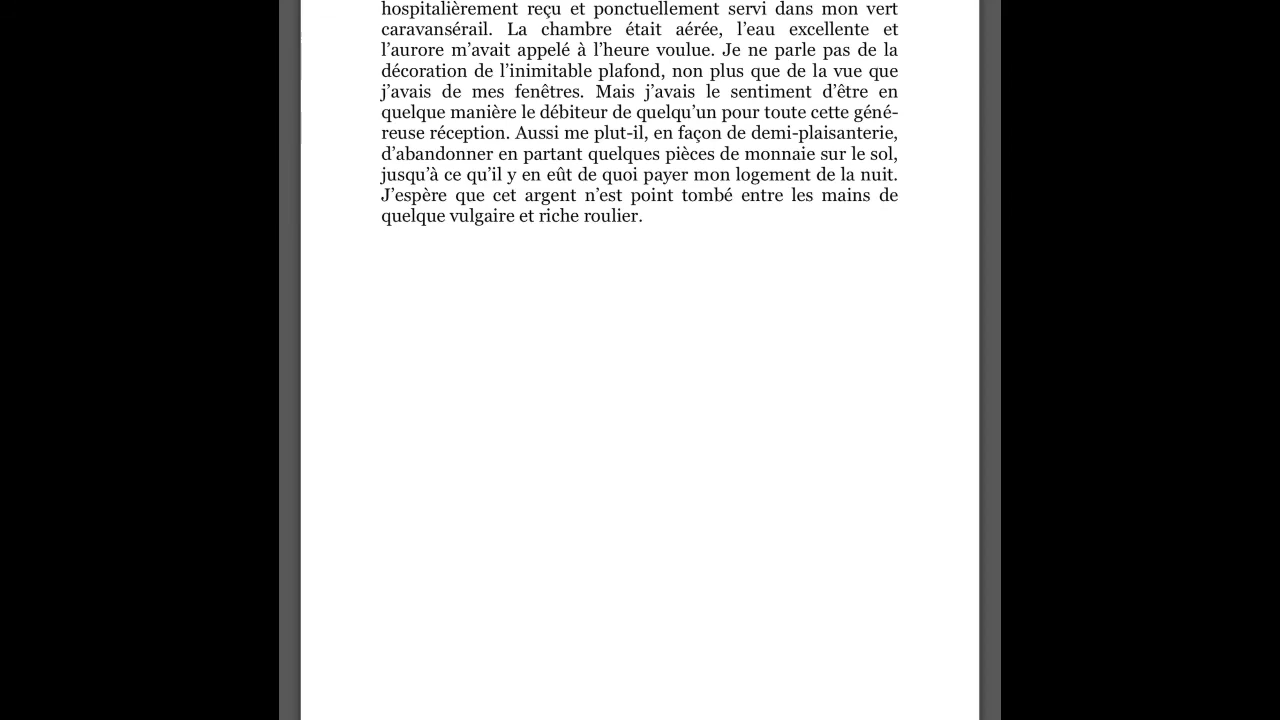 hospitalièrement reçu et ponctuellement servi dans mon vert
caravansérail. La chambre était aérée, l’eau excellente et
l’aurore m’avait appelé à l’heure voulue. Je ne parle pas de la
décoration de l’inimitable plafond, non plus que de la vue que
j’avais de mes fenêtres. Mais j’avais le sentiment d’être en
quelque manière le débiteur de quelqu’un pour toute cette géné-
reuse réception. Aussi me plut-il, en façon de demi-plaisanterie,
d’abandonner en partant quelques pièces de monnaie sur le sol,
jusqu’à ce qu’il y en eût de quoi payer mon logement de la nuit.
J’espère que cet argent n’est point tombé entre les mains de
quelque vulgaire et riche roulier.